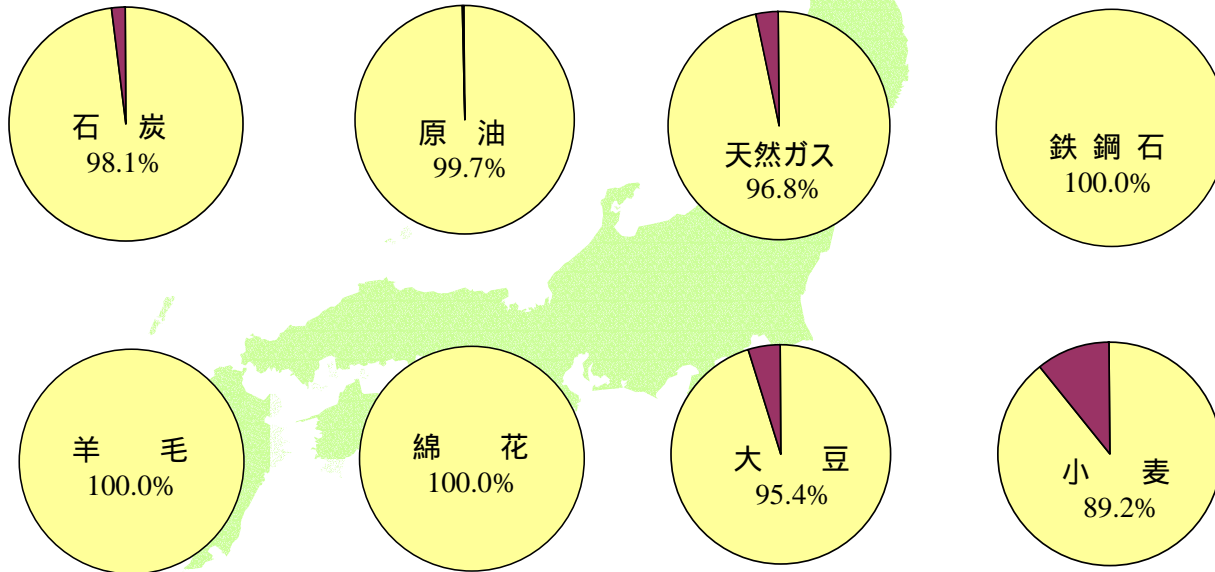 石 炭
98.1%
原 油
99.7%
天然ガス
96.8%
鉄 鋼 石
100.0%
羊 毛
100.0%
綿 花
100.0%
大 豆
95.4%
小 麦
89.2%